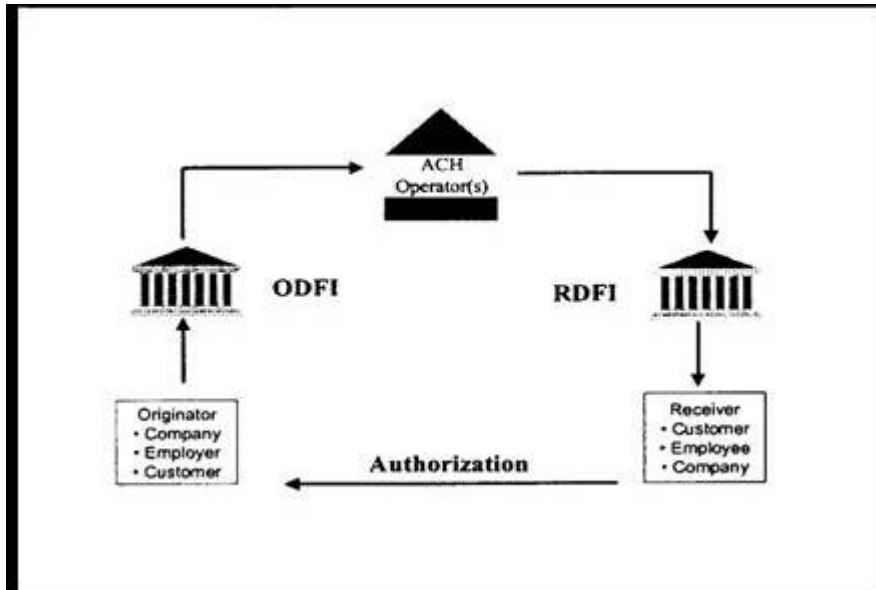 ACH
Operator(s)
ODFI
RDFI
Originator
• Company
• Employer
• Customer
Receiver
• Customer
• Employee
• Company
Authorization